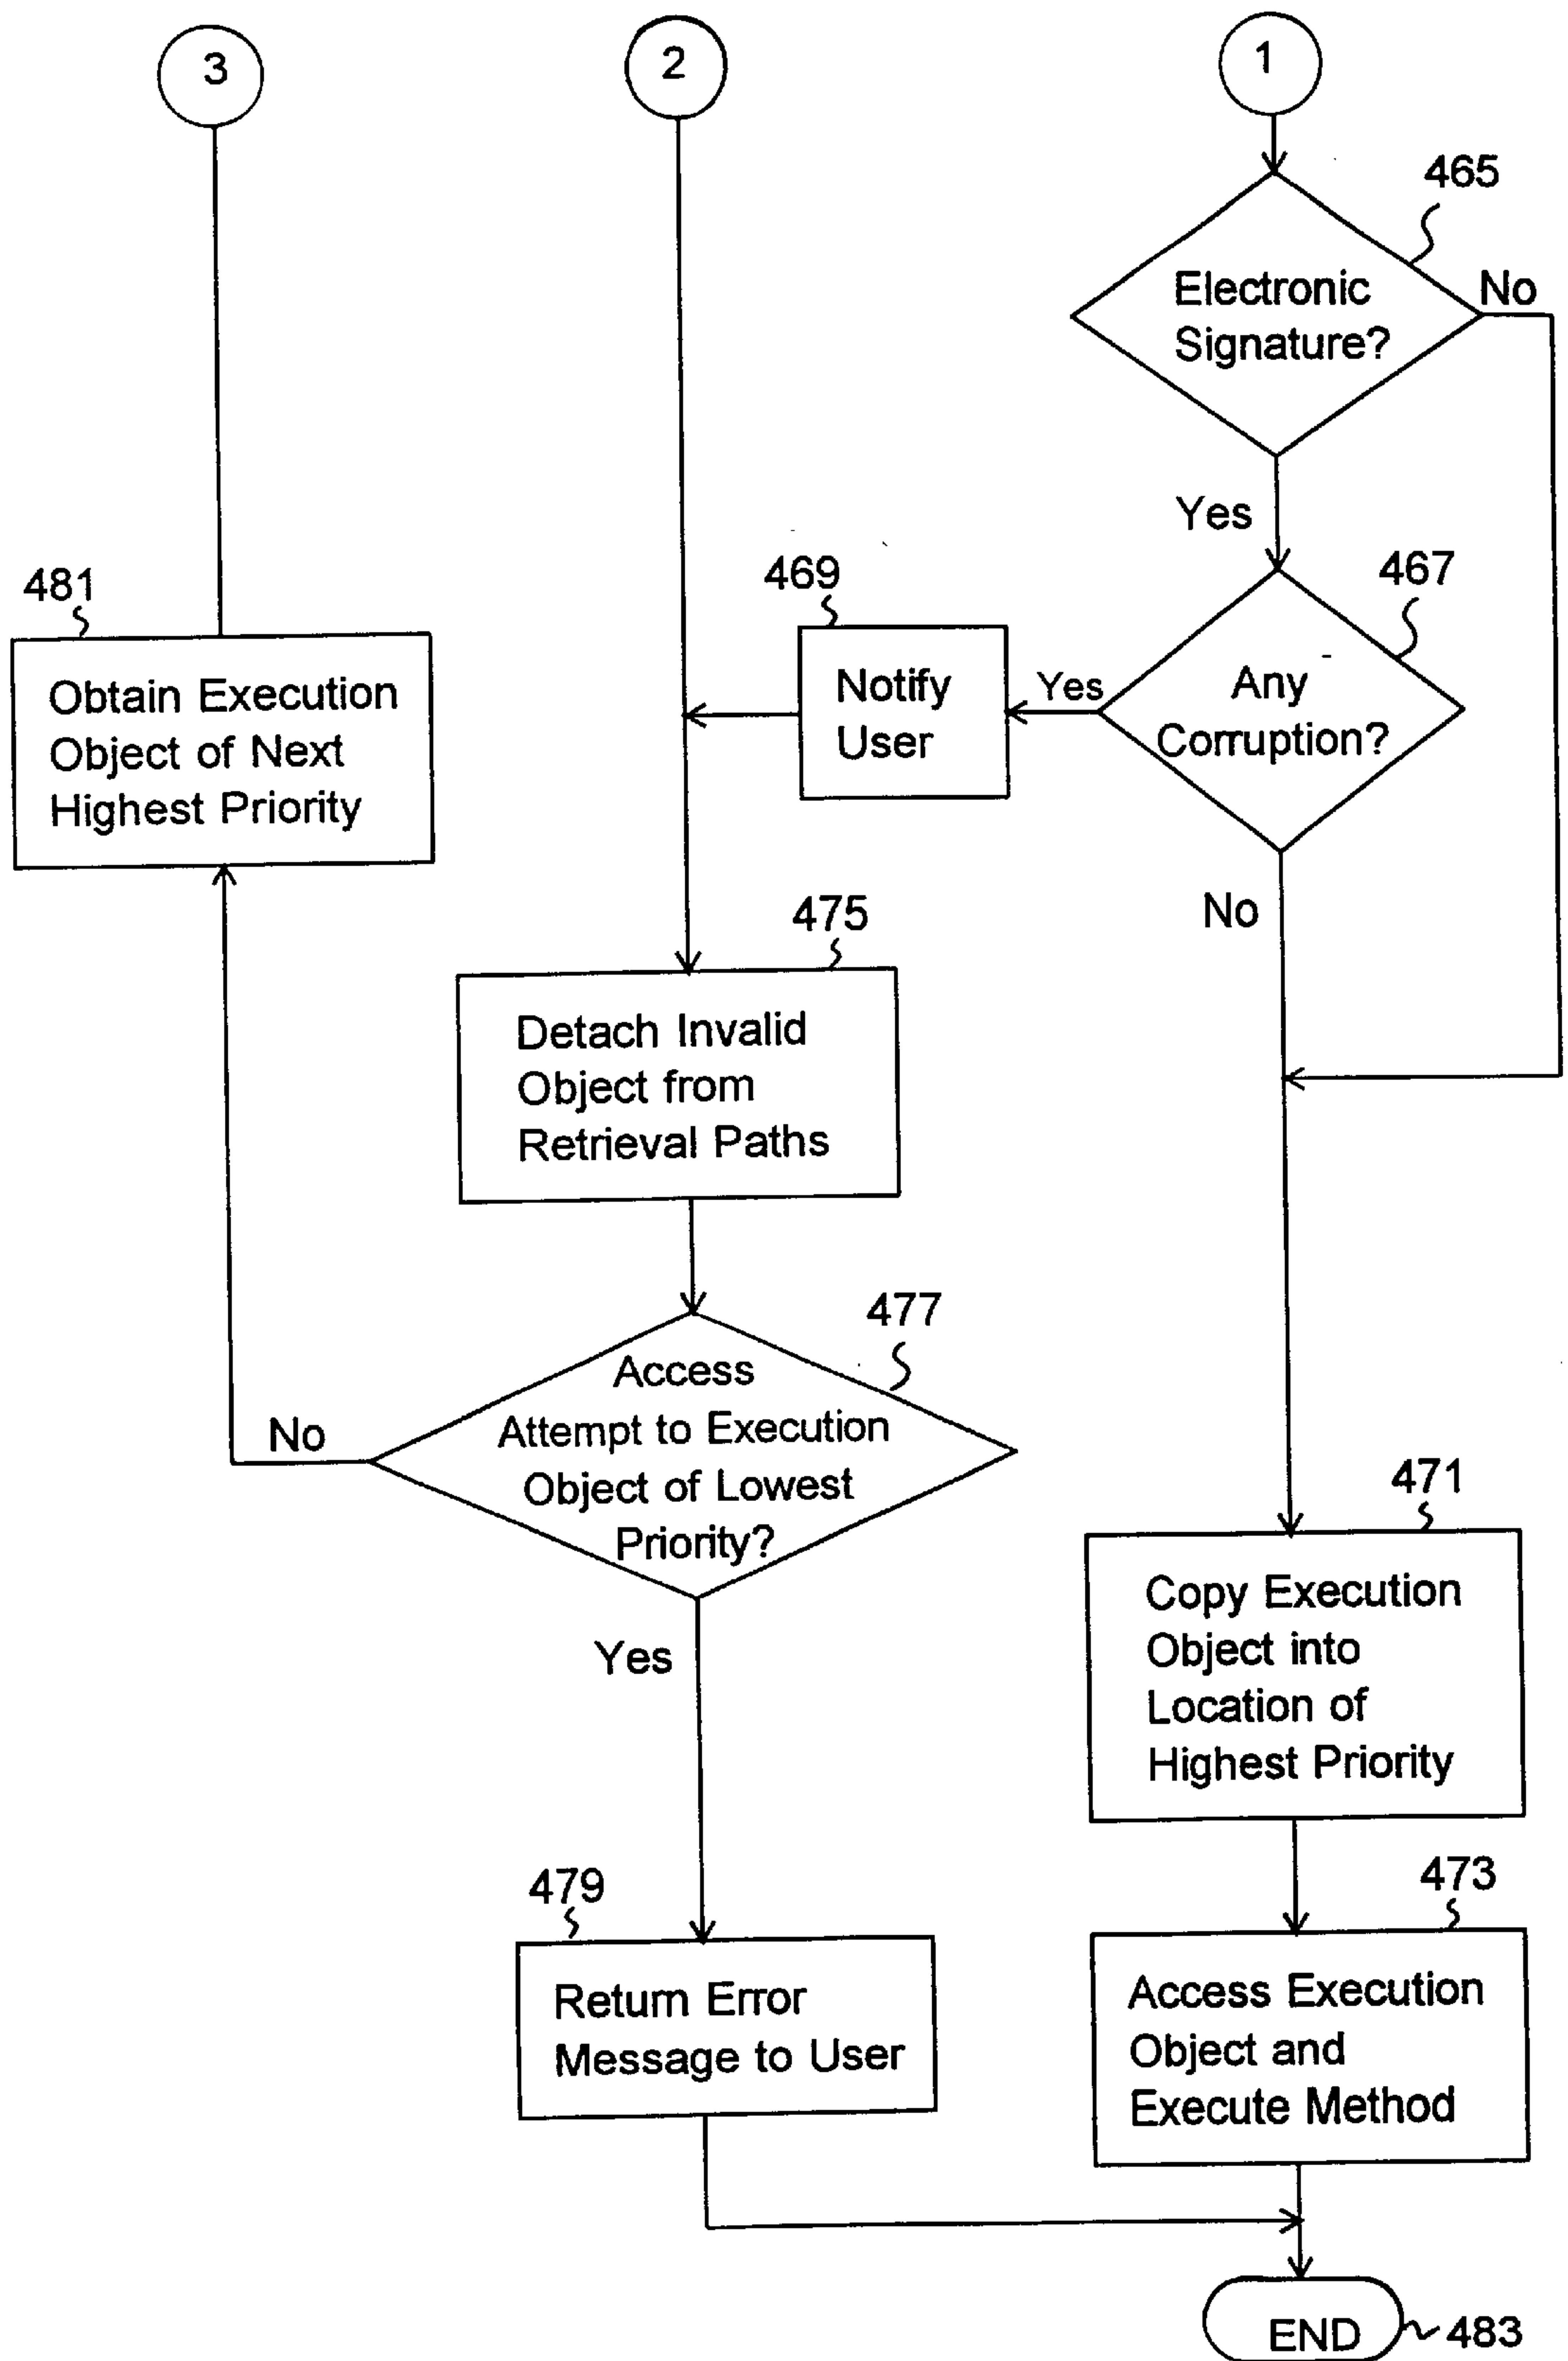 3
2
1
465
Electronic
Signature?
No
Yes
467
Any
Corruption?
Yes
469
Notify
User
481
Obtain Execution
Object of Next
Highest Priority
No
475
Detach Invalid
Object from
Retrieval Paths
477
Access
Attempt to Execution
Object of Lowest
Priority?
No
Yes
471
Copy Execution
Object into
Location of
Highest Priority
479
Return Error
Message to User
473
Access Execution
Object and
Execute Method
END
483